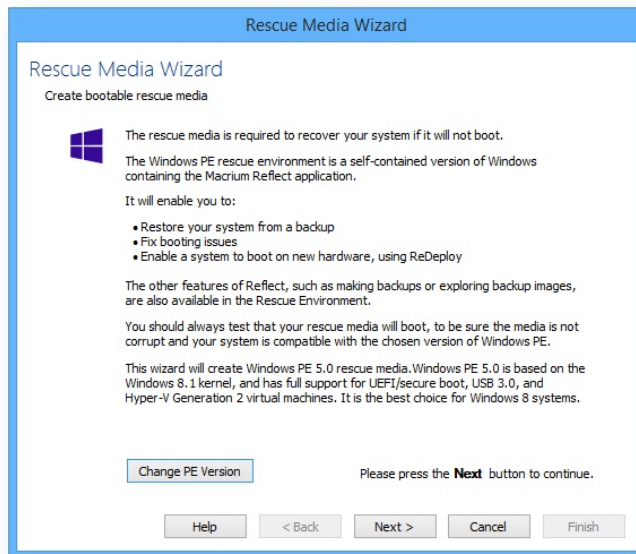 Rescue Media Wizard
Rescue Media Wizard
Create bootable rescue media
The rescue media is required to recover your system if it will not boot.
The Windows PE rescue environment is a self-contained version of Windows
containing the Macrium Reflect application.
It will enable you to:
• Restore your system from a backup
• Fix booting issues
• Enable a system to boot on new hardware, using ReDeploy
The other features of Reflect, such as making backups or exploring backup images,
are also available in the Rescue Environment.
You should always test that your rescue media will boot, to be sure the media is not
corrupt and your system is compatible with the chosen version of Windows PE.
This wizard will create Windows PE 5.0 rescue media.Windows PE 5.0 is based on the
Windows 8.1 kernel, and has full support for UEFI/secure boot, USB 3.0, and
Hyper-V Generation 2 virtual machines. It is the best choice for Windows 8 systems.
Change PE Version Please press the Next button to continue.
Help < Back Next > Cancel Finish